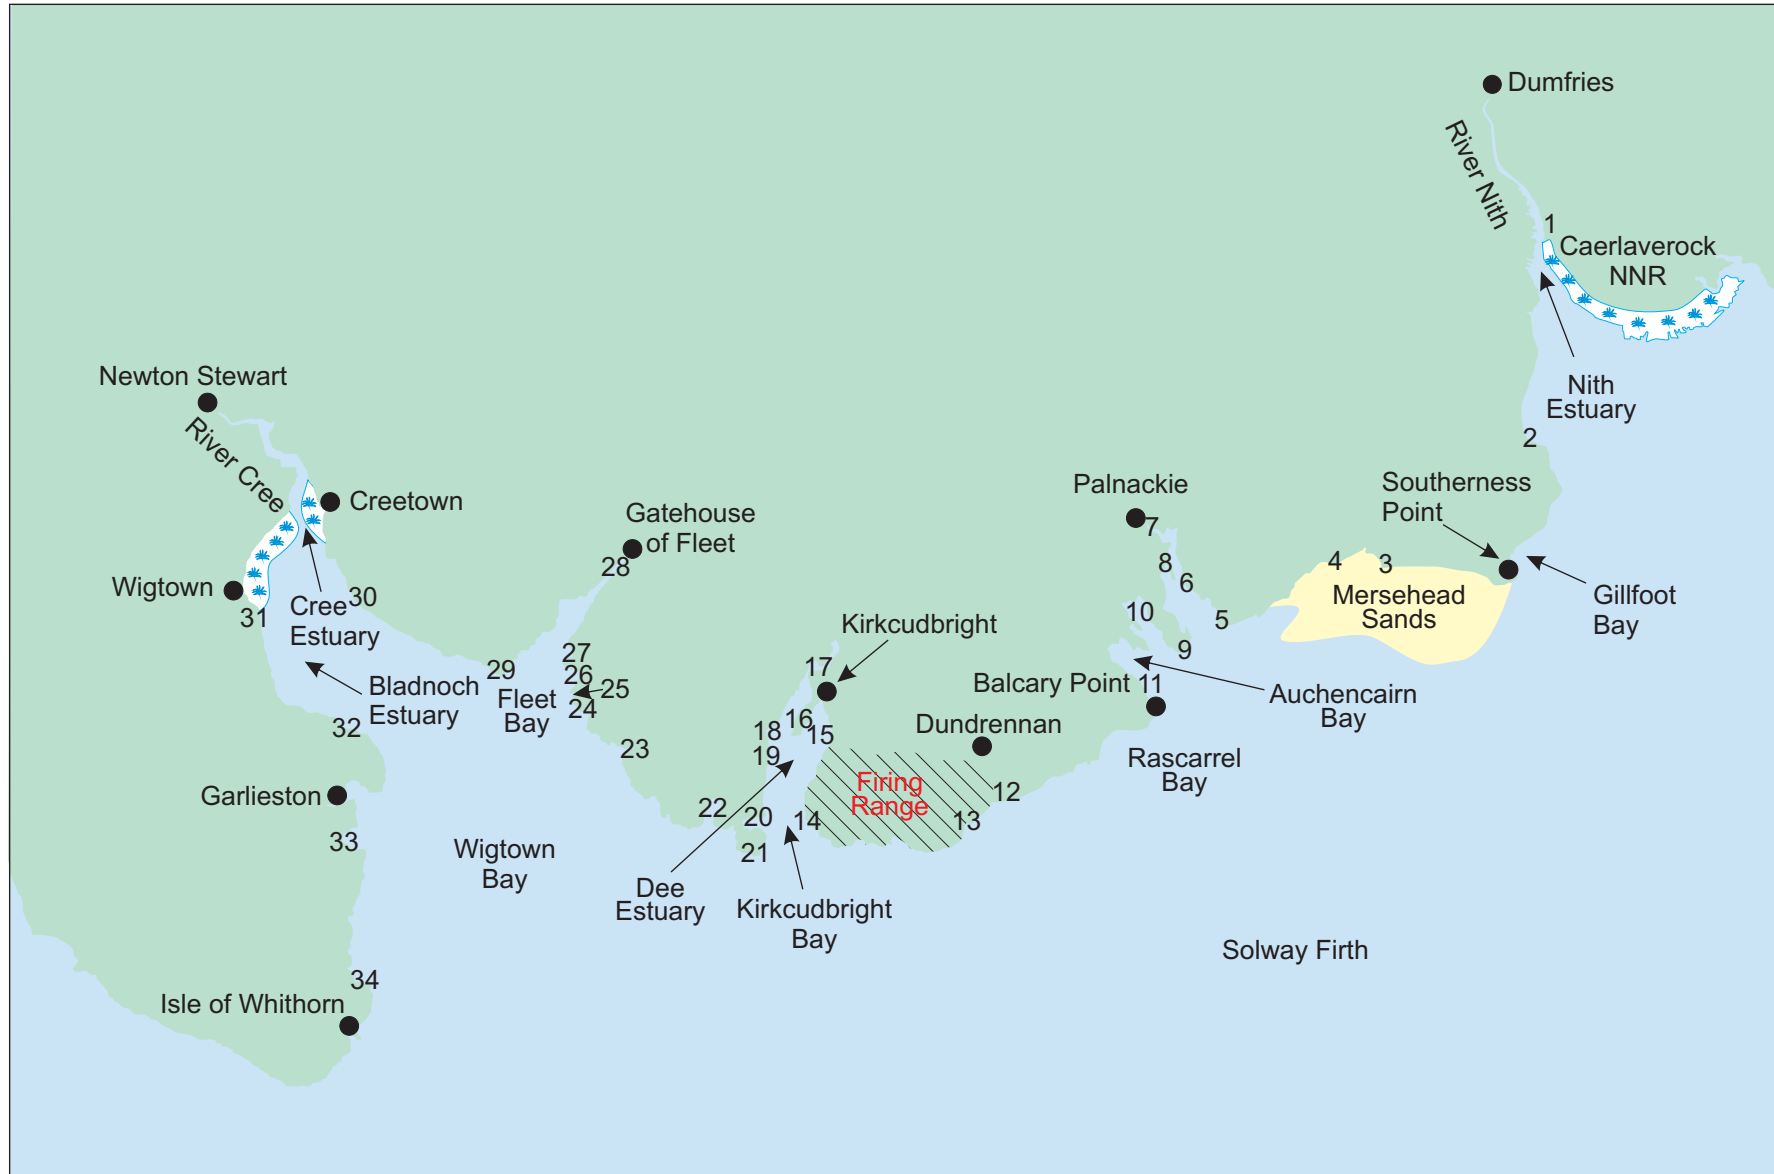 Dumfries
River Nith
1
Caerlaverock
NNR
Newton Stewart
Nith
Estuary
River Cree
2
Creetown
Southerness
Point
Palnackie
Gatehouse
of Fleet
7
28
8
4
3
Wigtown
6
Mersehead
Sands
Gillfoot
Bay
30
31
Cree
Estuary
10
5
Kirkcudbright
27
9
29
17
26
25
24
Fleet
Bay
Bladnoch
Estuary
Balcary Point
11
Auchencairn
Bay
32
16
18
15
Dundrennan
23
19
Rascarrel
Bay
Firing
Range
12
Garlieston
22
20
14
13
33
21
Wigtown
Bay
Dee
Estuary
Kirkcudbright
Bay
Solway Firth
34
Isle of Whithorn